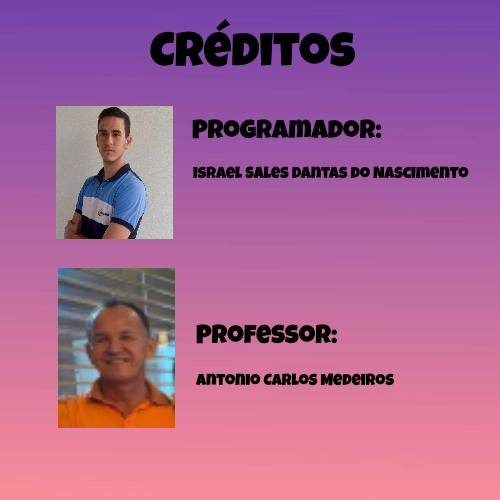 Créditos
Programador:
Israel Sales Dantas do Nascimento
Professor:
Antonio Carlos Medeiros